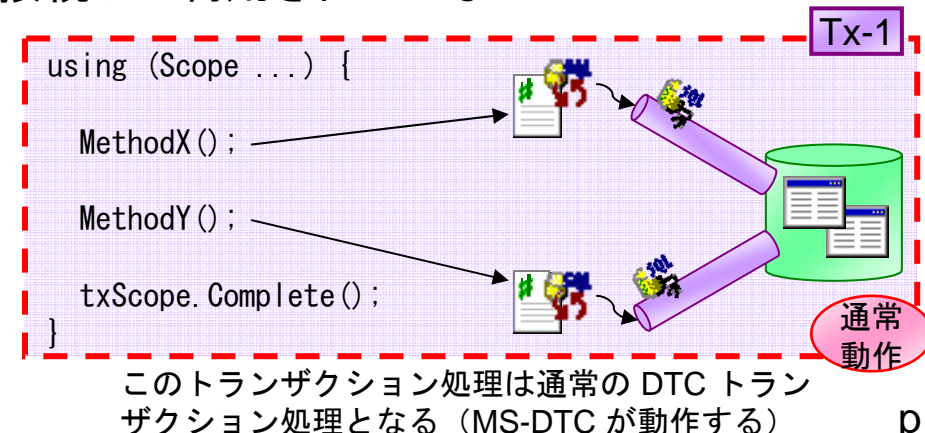 Tx-1
using (Scope ...) {
MethodX();
MethodY();
txScope.Complete();
}
通常
動作
このトランザクション処理は通常の DTC トラン
ザクション処理となる（MS-DTC が動作する）
p